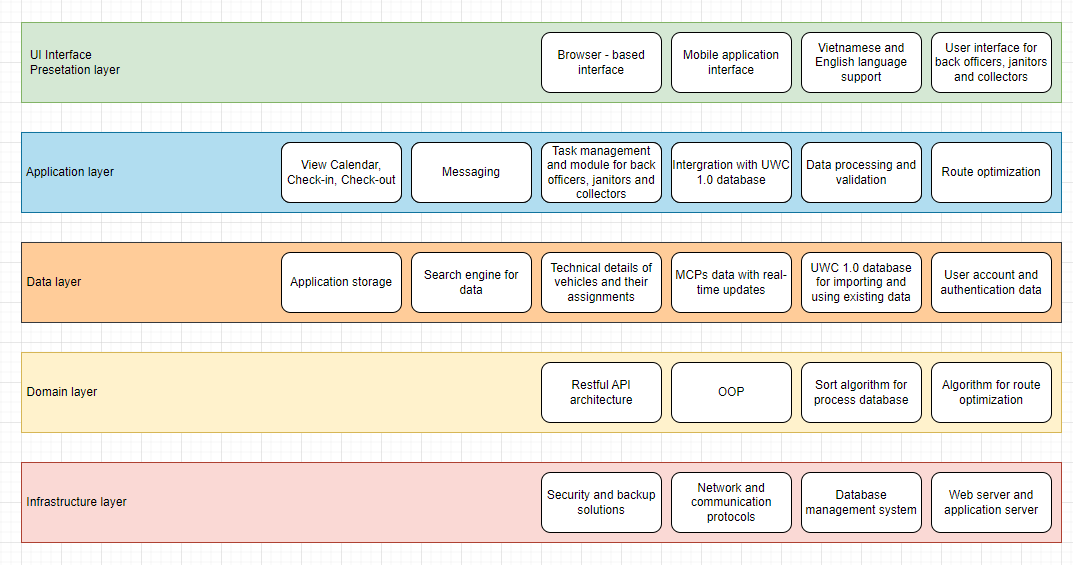 UI Interface
Presetation layer
Browser - based
interface
Mobile application
interface
Vietnamese and
English language
support
User interface for
back officers, janitors
and collectors
Application layer
View Calendar,
Check-in, Check-out
Messaging
Task management
and module for back
officers, janitors and
collectors
Intergration with UWC
1.0 database
Data processing and
validation
Route optimization
Data layer
Application storage
Search engine for
data
Technical details of
vehicles and their
assignments
MCPs data with real-
time updates
UWC 1.0 database
for importing and
using existing data
User account and
authentication data
Domain layer
Restful API
architecture
OOP
Sort algorithm for
process database
Algorithm for route
optimization
Infrastructure layer
Security and backup
solutions
Network and
communication
protocols
Database
management system
Web server and
application server